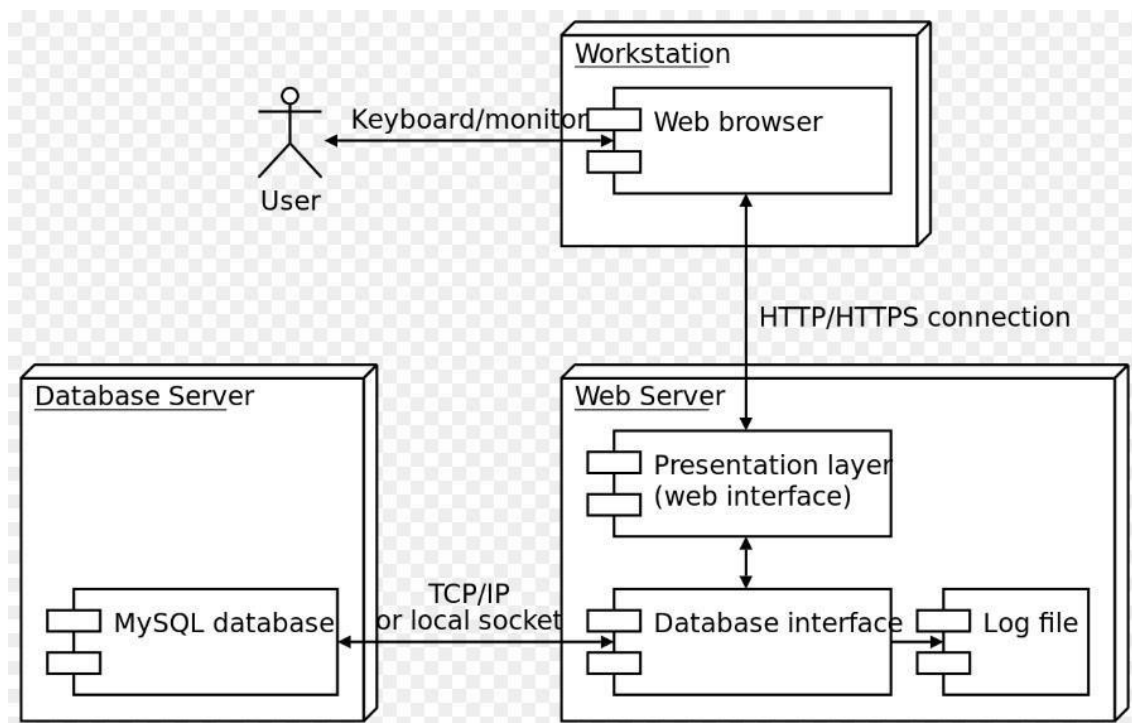 Workstation
Keyboard/monitor
Web browser
User
HTTP/HTTPS connection
Database Server
Web Server
Presentation layer
(web interface)
TCP/IP
or local socket
MySQL database
Database interface
Log file